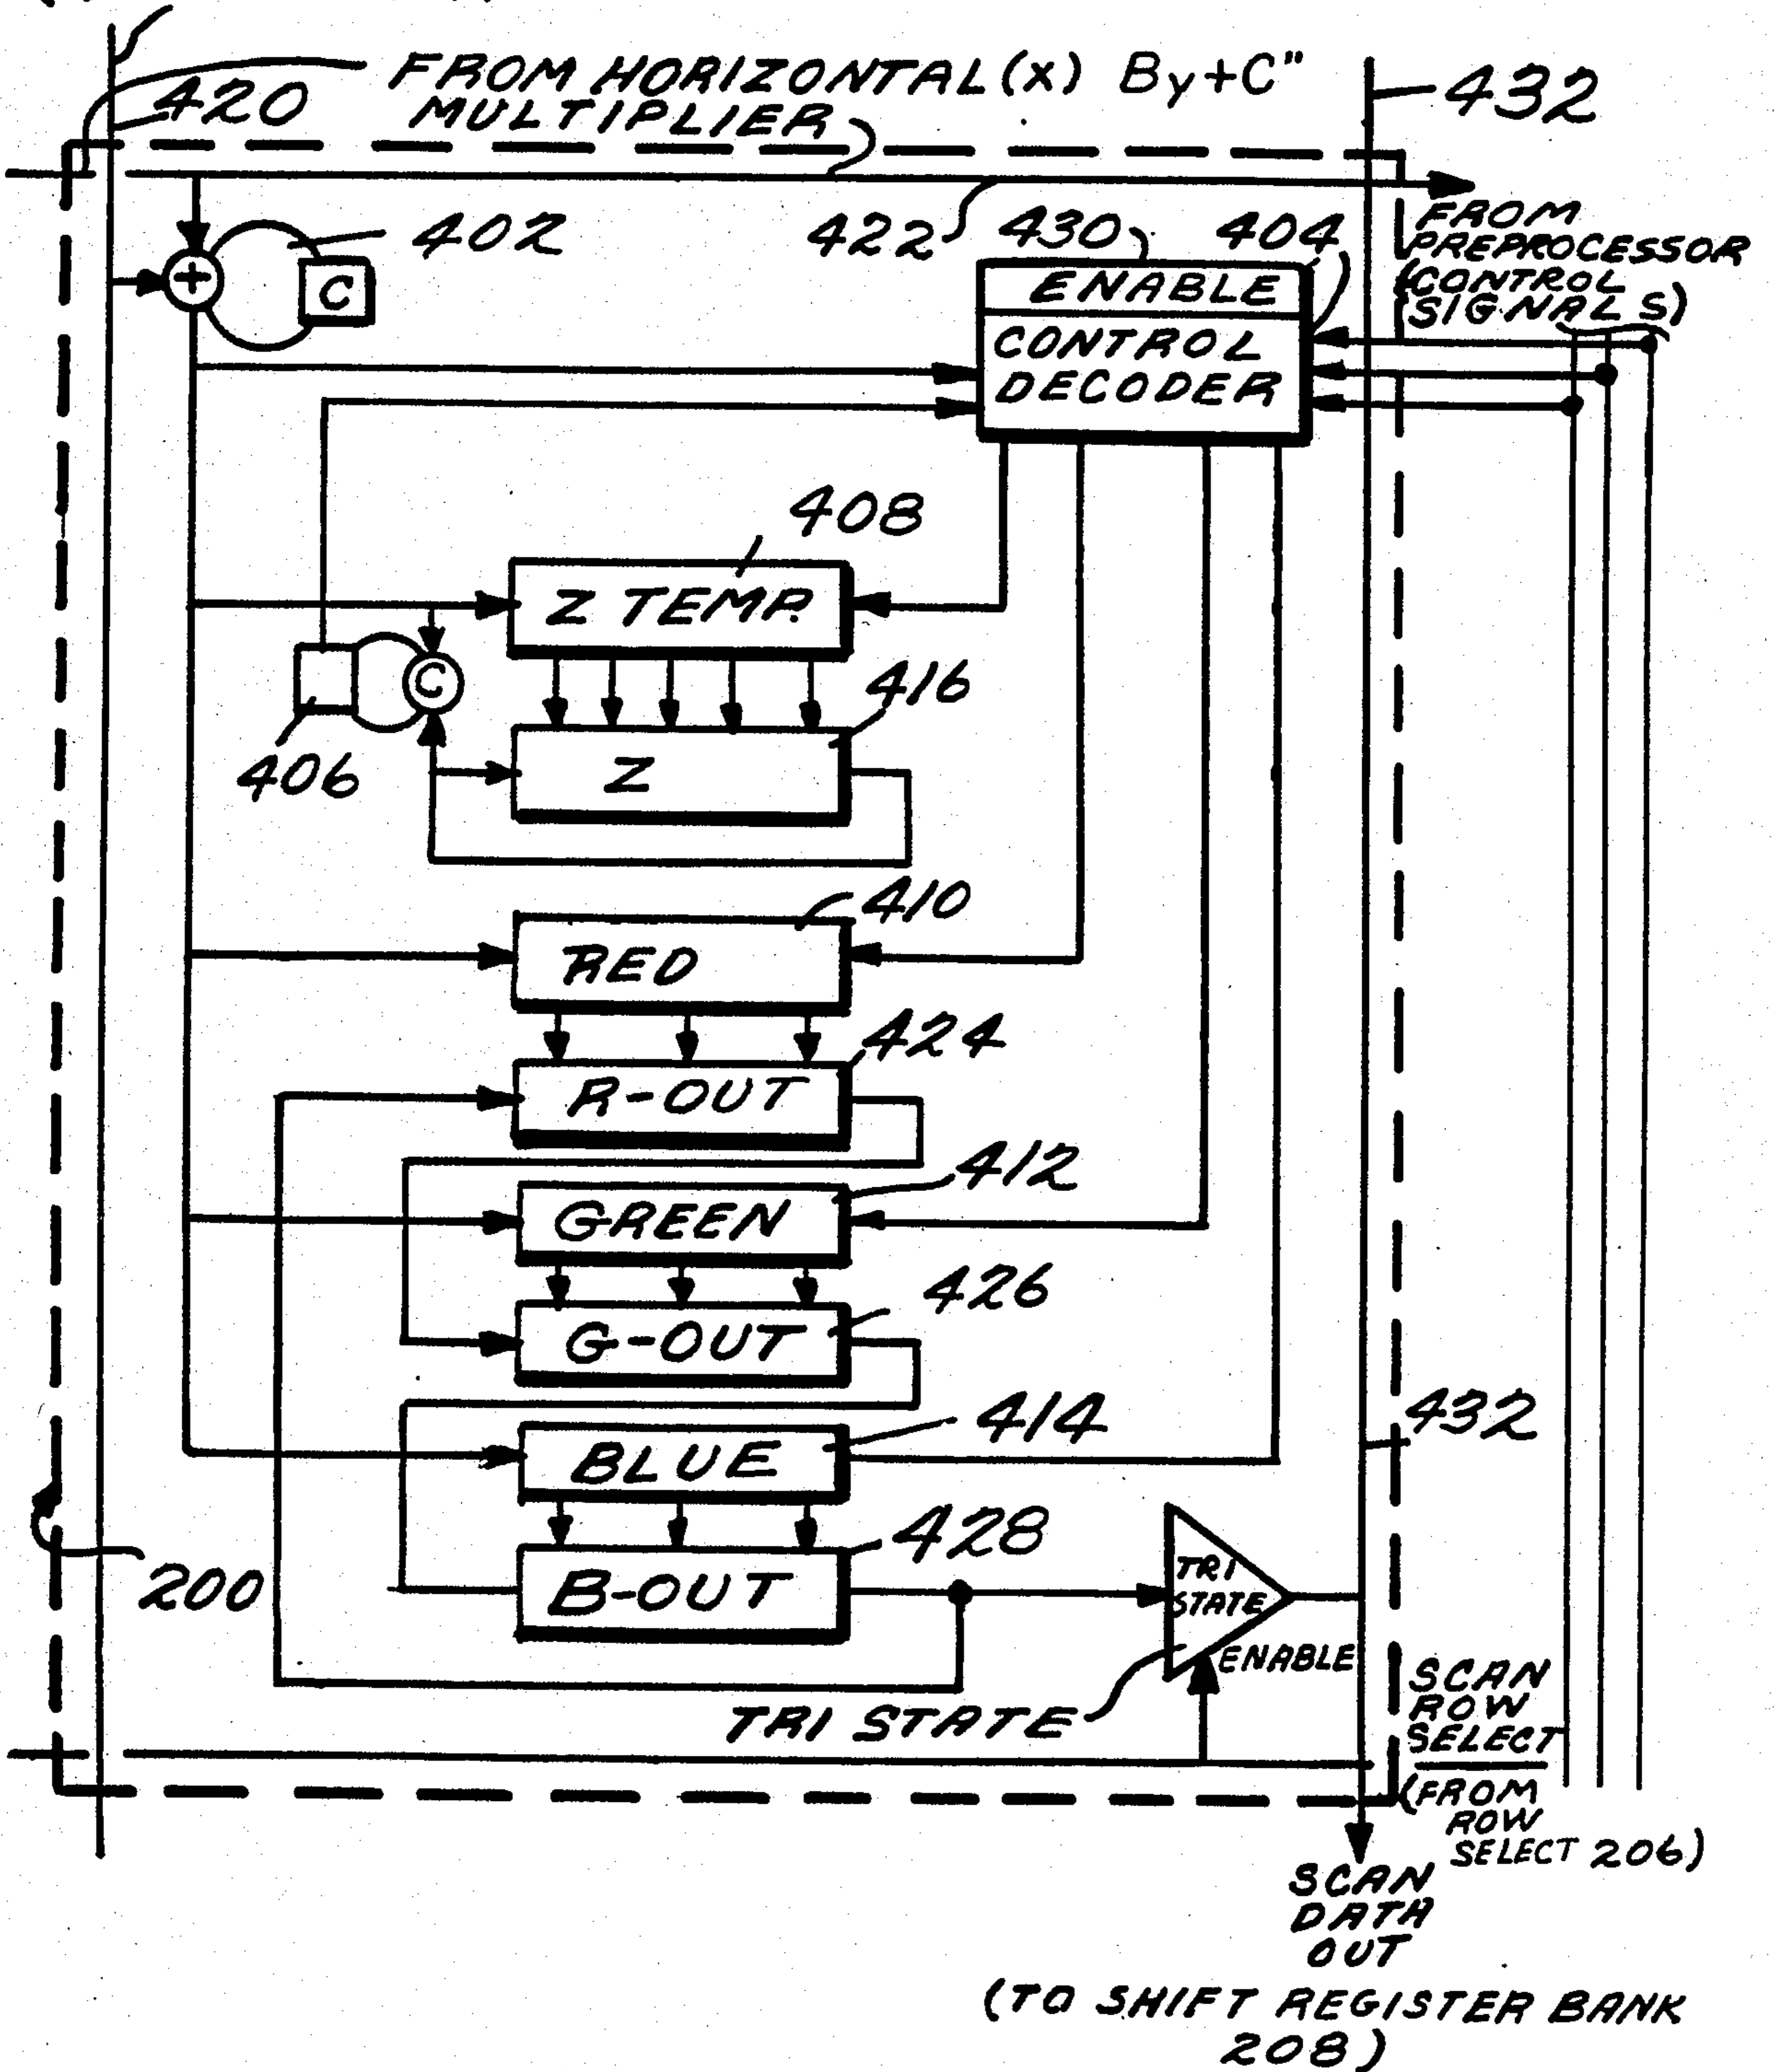 FROM HORIZONTAL (x) By+C"
MULTIPLIER
420
432
402
422
430
404
FROM
PREPROCESSOR
(CONTROL
SIGNALS)
+
C
ENABLE
CONTROL
DECODER
408
Z TEMP.
C
406
416
Z
410
RED
424
R-OUT
412
GREEN
426
G-OUT
414
432
BLUE
428
B-OUT
200
TRI
STATE
ENABLE
TRI STATE
SCAN
ROW
SELECT
(FROM
ROW
SELECT 206)
SCAN
DATA
OUT
(TO SHIFT REGISTER BANK
208)